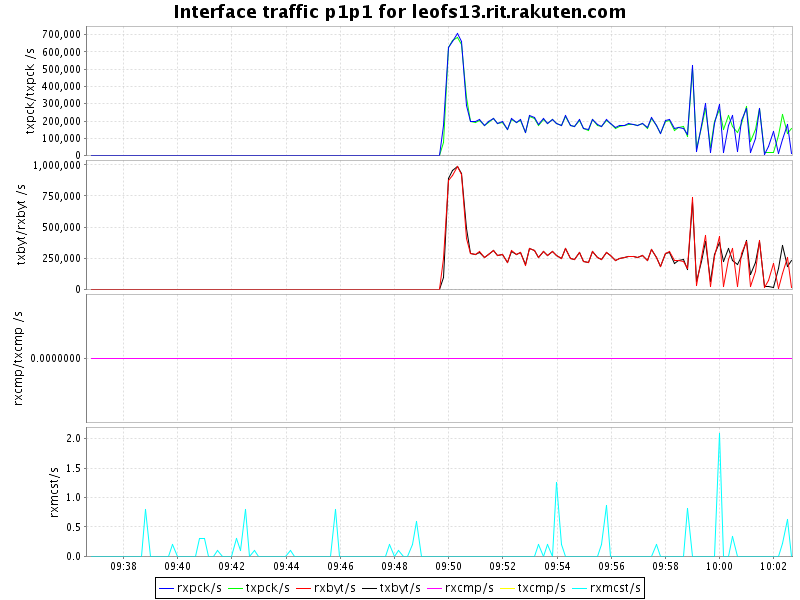 Interface traffic p1p1 for leofs13.rit.rakuten.com
txpck/txpck /s
700,000
600,000
500,000
400,000
300,000
200,000
100,000
0
txbyt/rxbyt /s
1,000,000
750,000
500,000
250,000
0
rxcmp/txcmp /s
0.0000000
rxmcst/s
2.0
1.5
1.0
0.5
0.0
09:38 09:40 09:42 09:44 09:46 09:48 09:50 09:52 09:54 09:56 09:58 10:00 10:02
rxpck/s txpck/s rxbyt/s txbyt/s rxcmp/s txcmp/s rxmcst/s